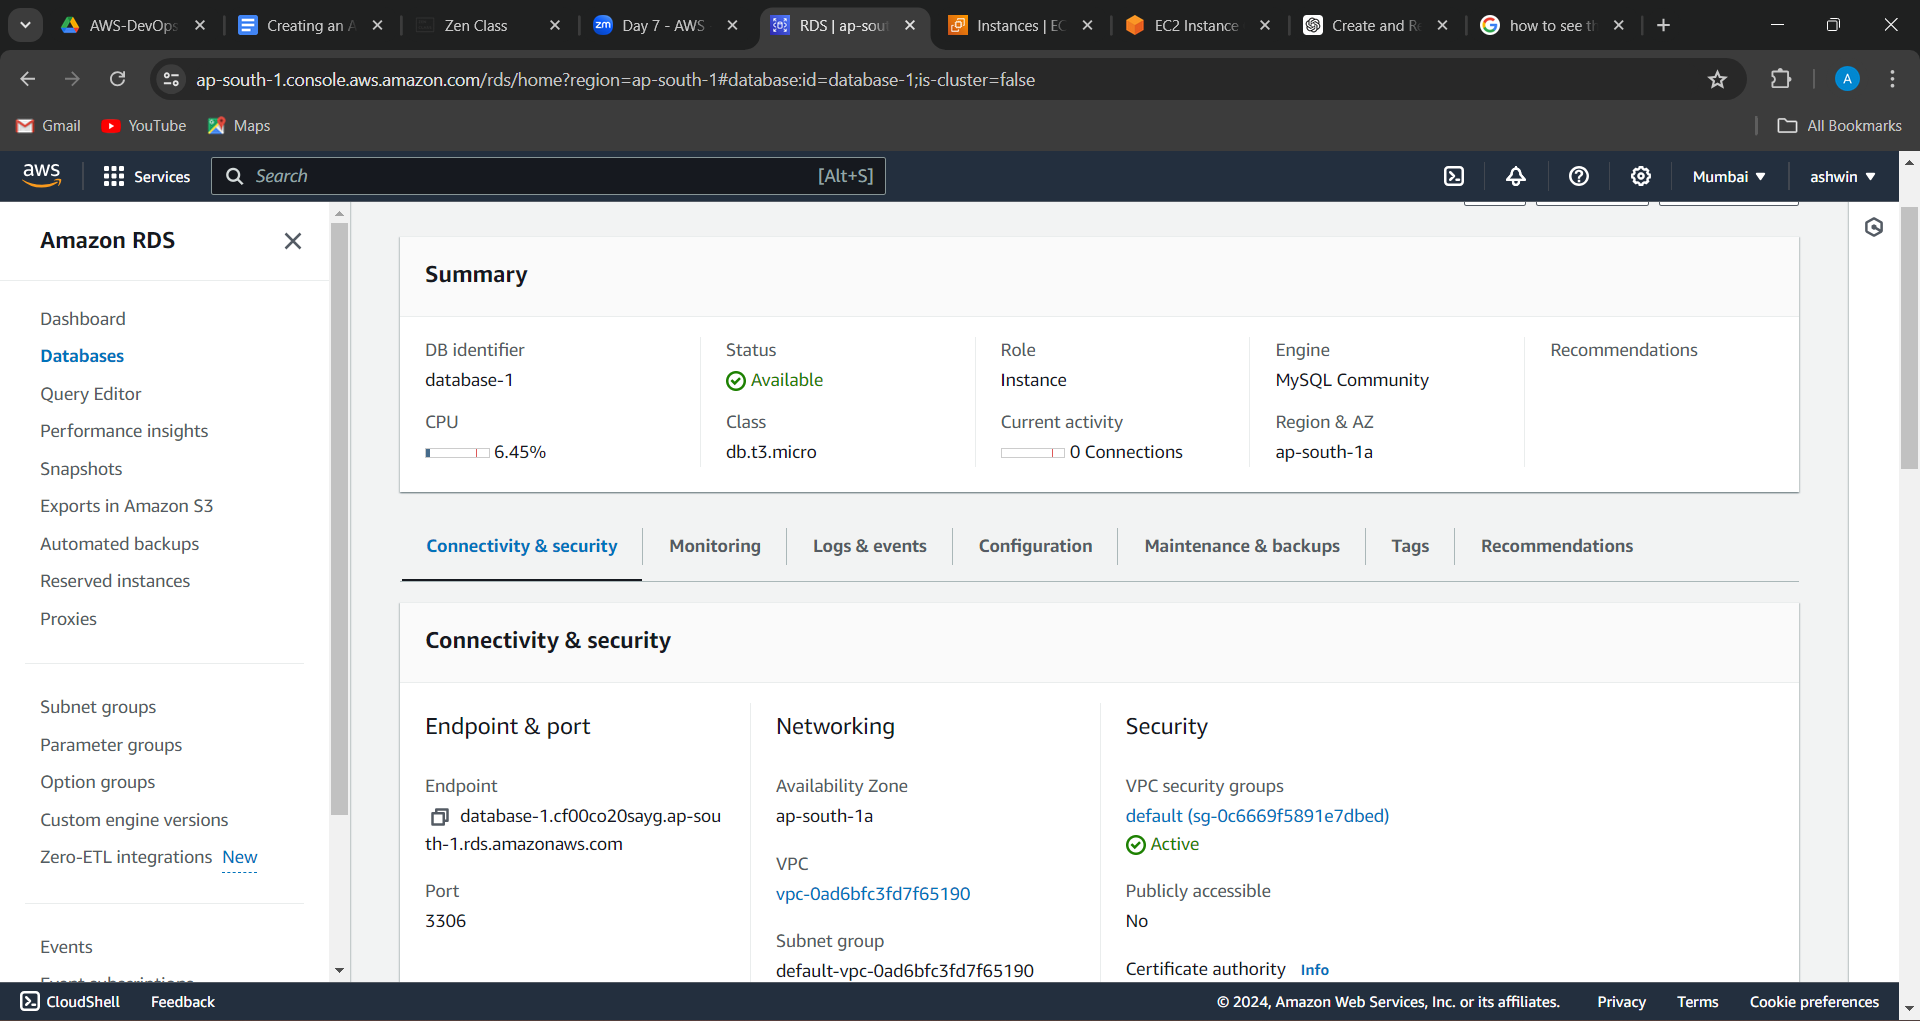 AWS-DevOps
Creating an A
Zen Class
Day 7 - AWS
RDS | ap-sout
Instances | EC
EC2 Instance
Create and Re
how to see th
ap-south-1.console.aws.amazon.com/rds/home?region=ap-south-1#database:id=database-1;is-cluster=false
A
Gmail
YouTube
Maps
All Bookmarks
aws
Services
Search
[Alt+S]
Mumbai
ashwin
Amazon RDS
Dashboard
Databases
Query Editor
Performance insights
Snapshots
Exports in Amazon S3
Automated backups
Reserved instances
Proxies
Subnet groups
Parameter groups
Option groups
Custom engine versions
Zero-ETL integrations New
Events
Event subscriptions
Summary
DB identifier
database-1
CPU
6.45%
Status
Available
Class
db.t3.micro
Role
Instance
Current activity
0 Connections
Engine
MySQL Community
Region & AZ
ap-south-1a
Recommendations
Connectivity & security
Monitoring
Logs & events
Configuration
Maintenance & backups
Tags
Recommendations
Connectivity & security
Endpoint & port
Endpoint
database-1.cf00co20sayg.ap-sou
th-1.rds.amazonaws.com
Port
3306
Networking
Availability Zone
ap-south-1a
VPC
vpc-0ad6bfc3fd7f65190
Subnet group
default-vpc-0ad6bfc3fd7f65190
Security
VPC security groups
default (sg-0c6669f5891e7dbed)
Active
Publicly accessible
No
Certificate authority Info
CloudShell
Feedback
© 2024, Amazon Web Services, Inc. or its affiliates.
Privacy
Terms
Cookie preferences